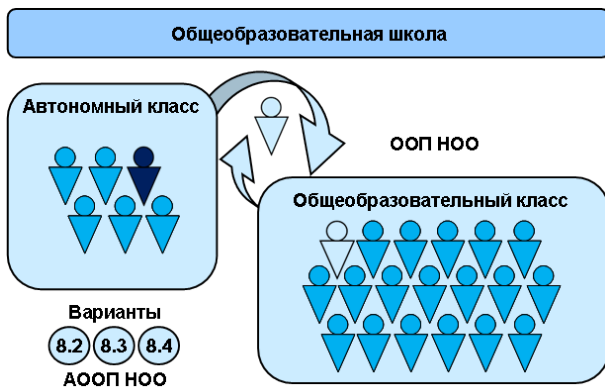 Общеобразовательная школа
Автономный класс
ООП НОО
Общеобразовательный класс
Варианты
8.2 8.3 8.4
АООП НОО